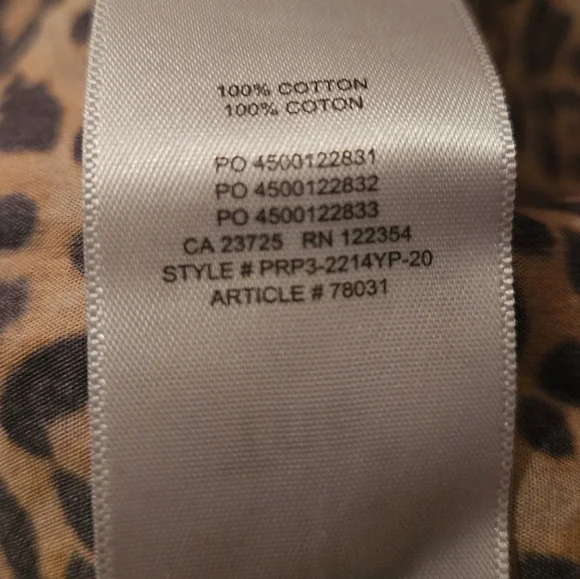 100% COTTON
100% COTON
PO 4500122831
PO 4500122832
PO 4500122833
CA 23725 RN 122354
STYLE # PRP3-2214YP-20
ARTICLE # 78031